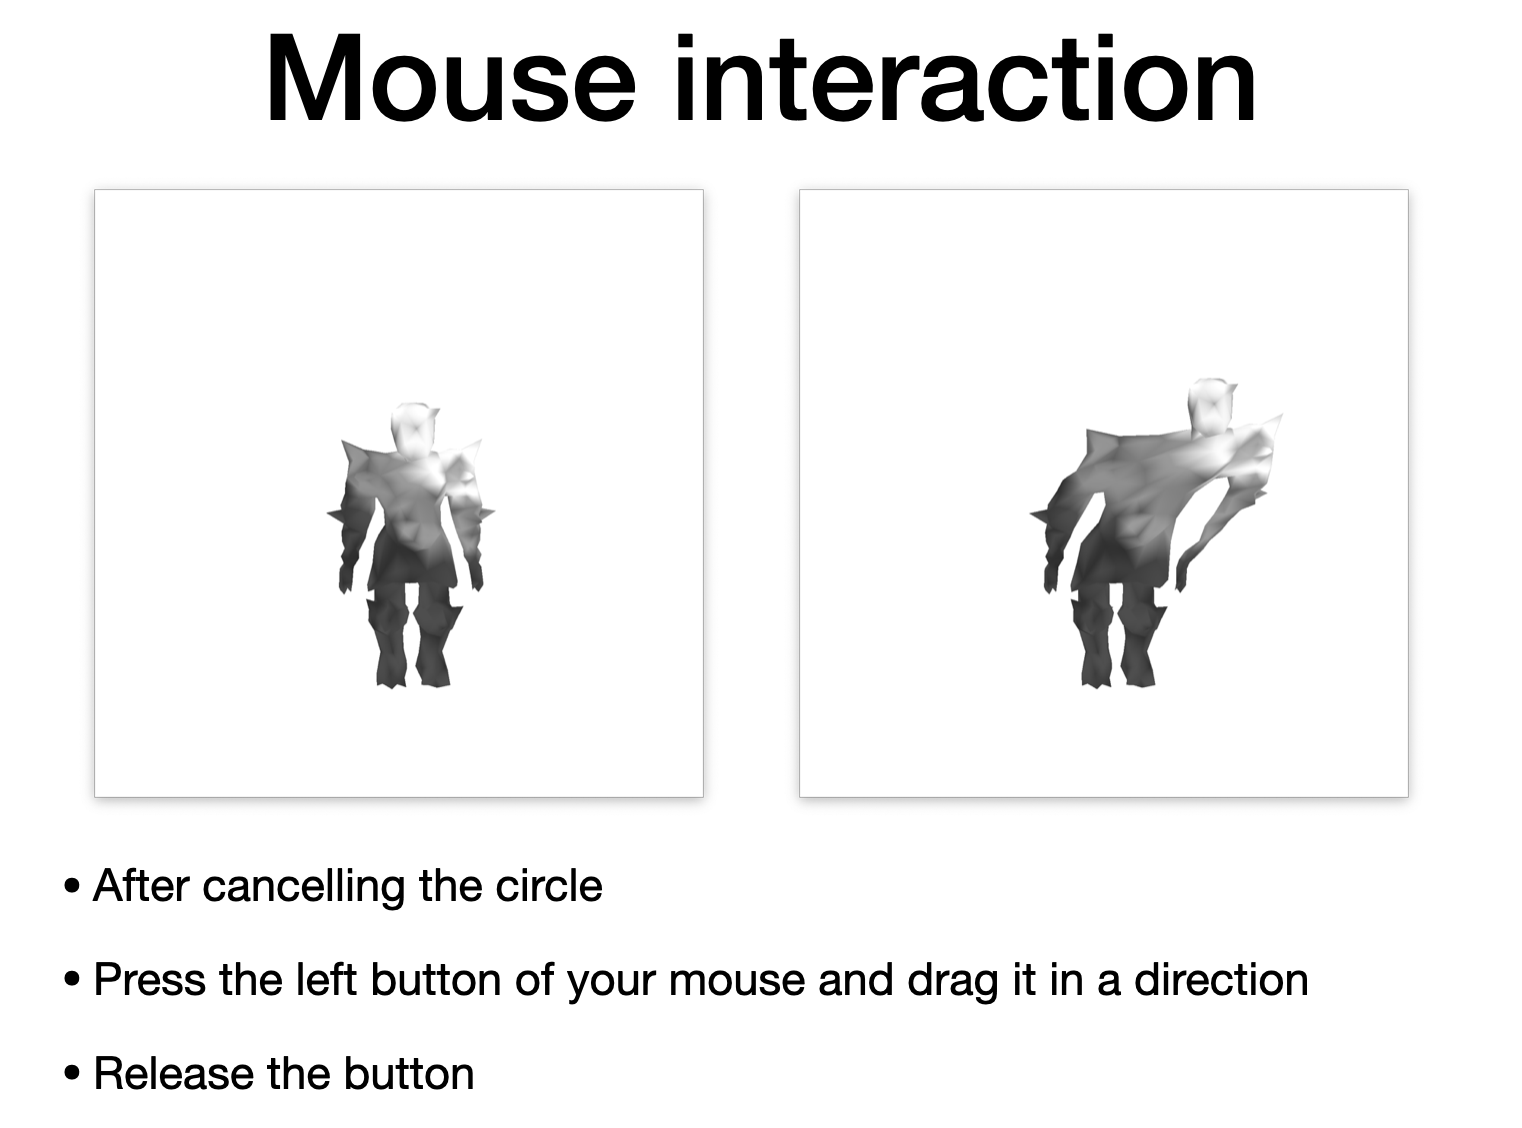 Mouse interaction
• After cancelling the circle
• Press the left button of your mouse and drag it in a direction
• Release the button